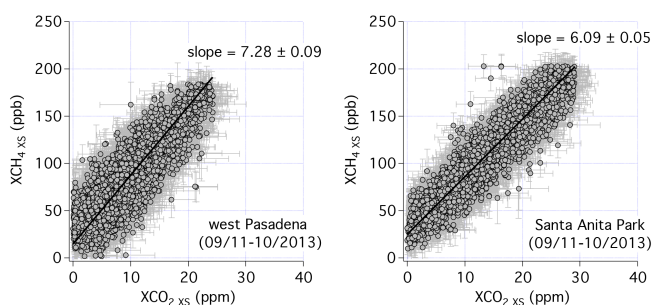 250
200
150
100
50
0
XCH4 XS (ppb)
slope = 7.28 ± 0.09
west Pasadena
(09/11-10/2013)
0 10 20 30 40
XCO2 XS (ppm)
250
200
150
100
50
0
XCH4 XS (ppb)
slope = 6.09 ± 0.05
Santa Anita Park
(09/11-10/2013)
0 10 20 30 40
XCO2 XS (ppm)